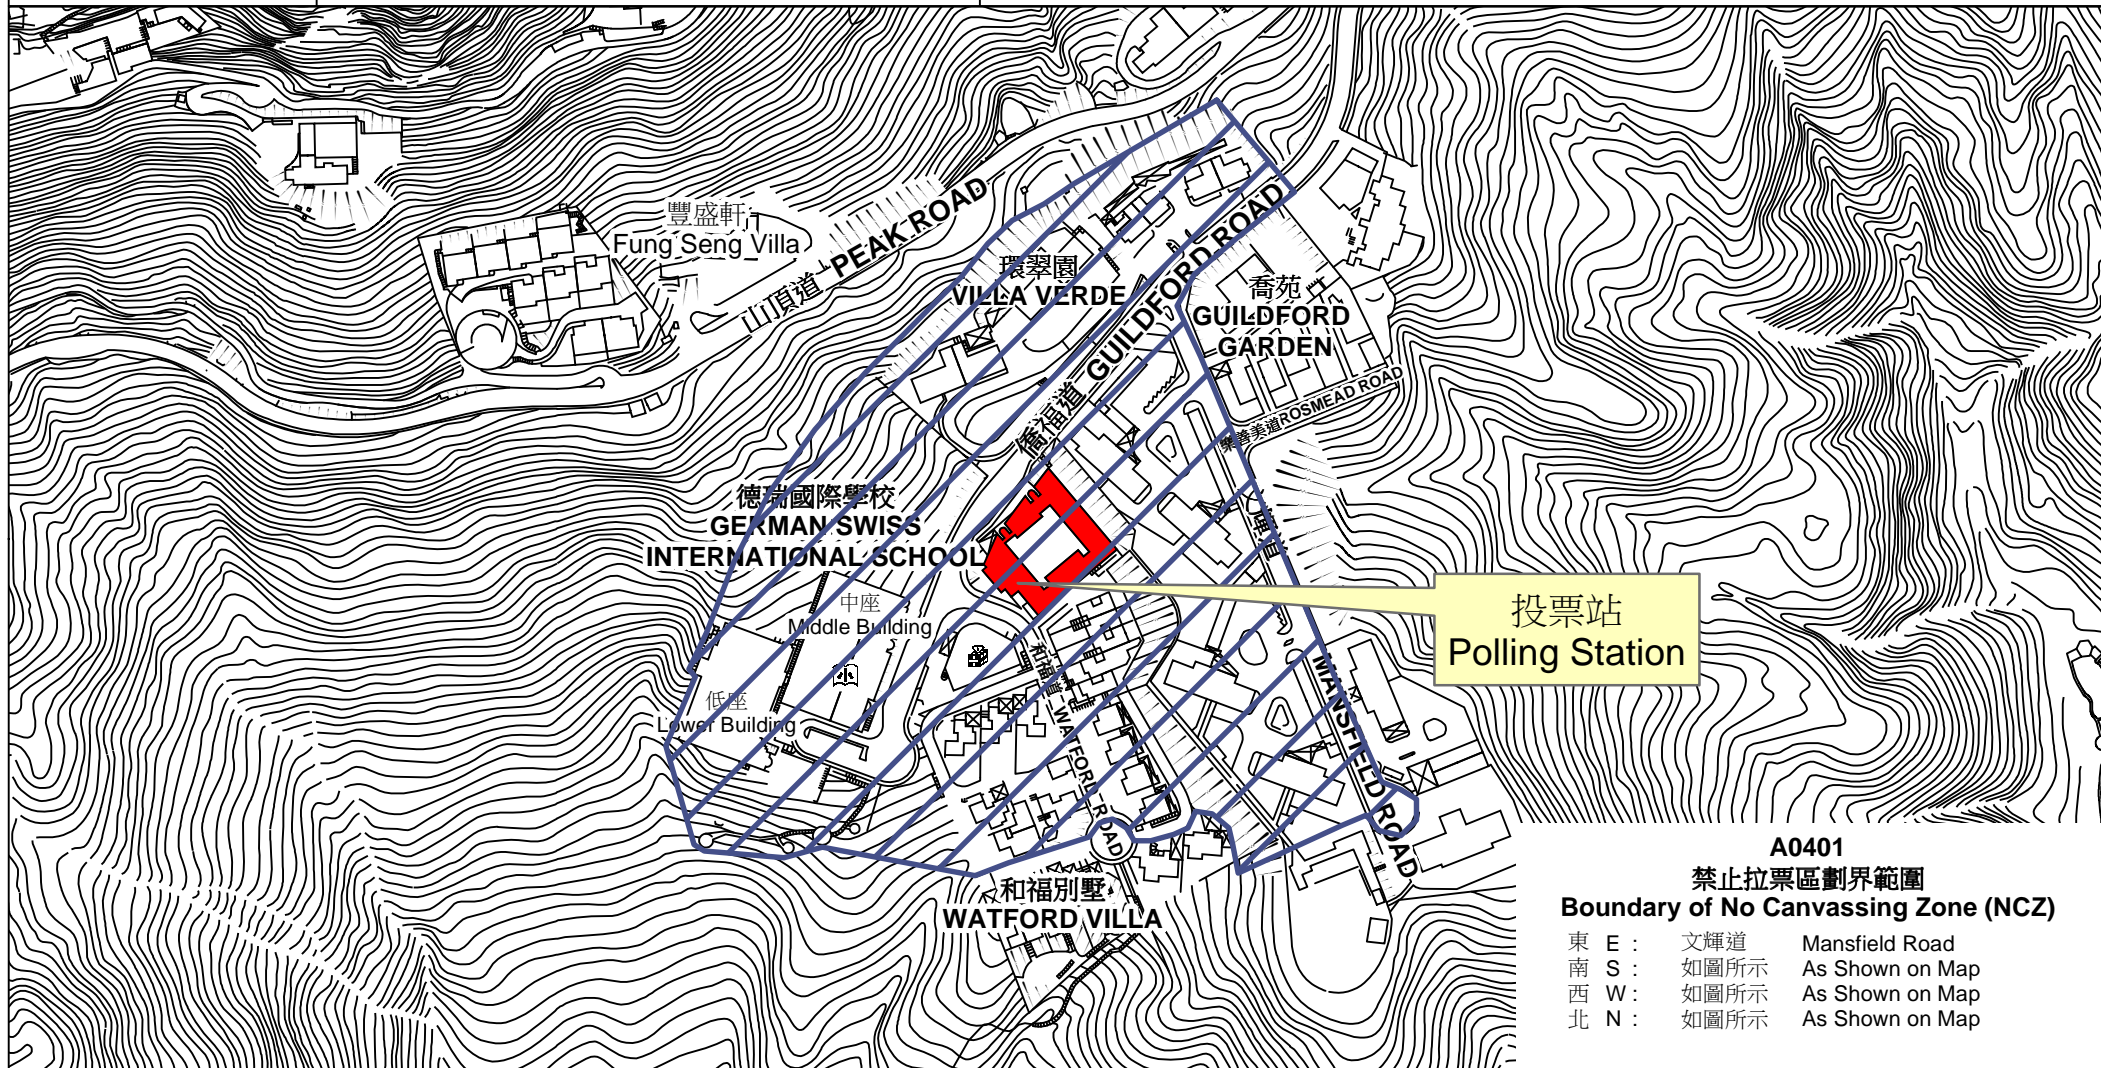 豐盛軒
Fung Seng Villa
山頂道 PEAK ROAD
環翠園
VILLA VERDE
僑福道 GUILDFORD ROAD
喬苑
GUILDFORD
GARDEN
樂善美道 ROSMEAD ROAD
德瑞國際學校
GERMAN SWISS
INTERNATIONAL SCHOOL
中座
Middle Building
低座
Lower Building
文輝道
MANSFIELD ROAD
和福道 WATFORD ROAD
投票站
Polling Station
和福別墅
WATFORD VILLA
A0401
禁止拉票區劃界範圍
Boundary of No Canvassing Zone (NCZ)
東 E : 文輝道 Mansfield Road
南 S : 如圖所示 As Shown on Map
西 W : 如圖所示 As Shown on Map
北 N : 如圖所示 As Shown on Map